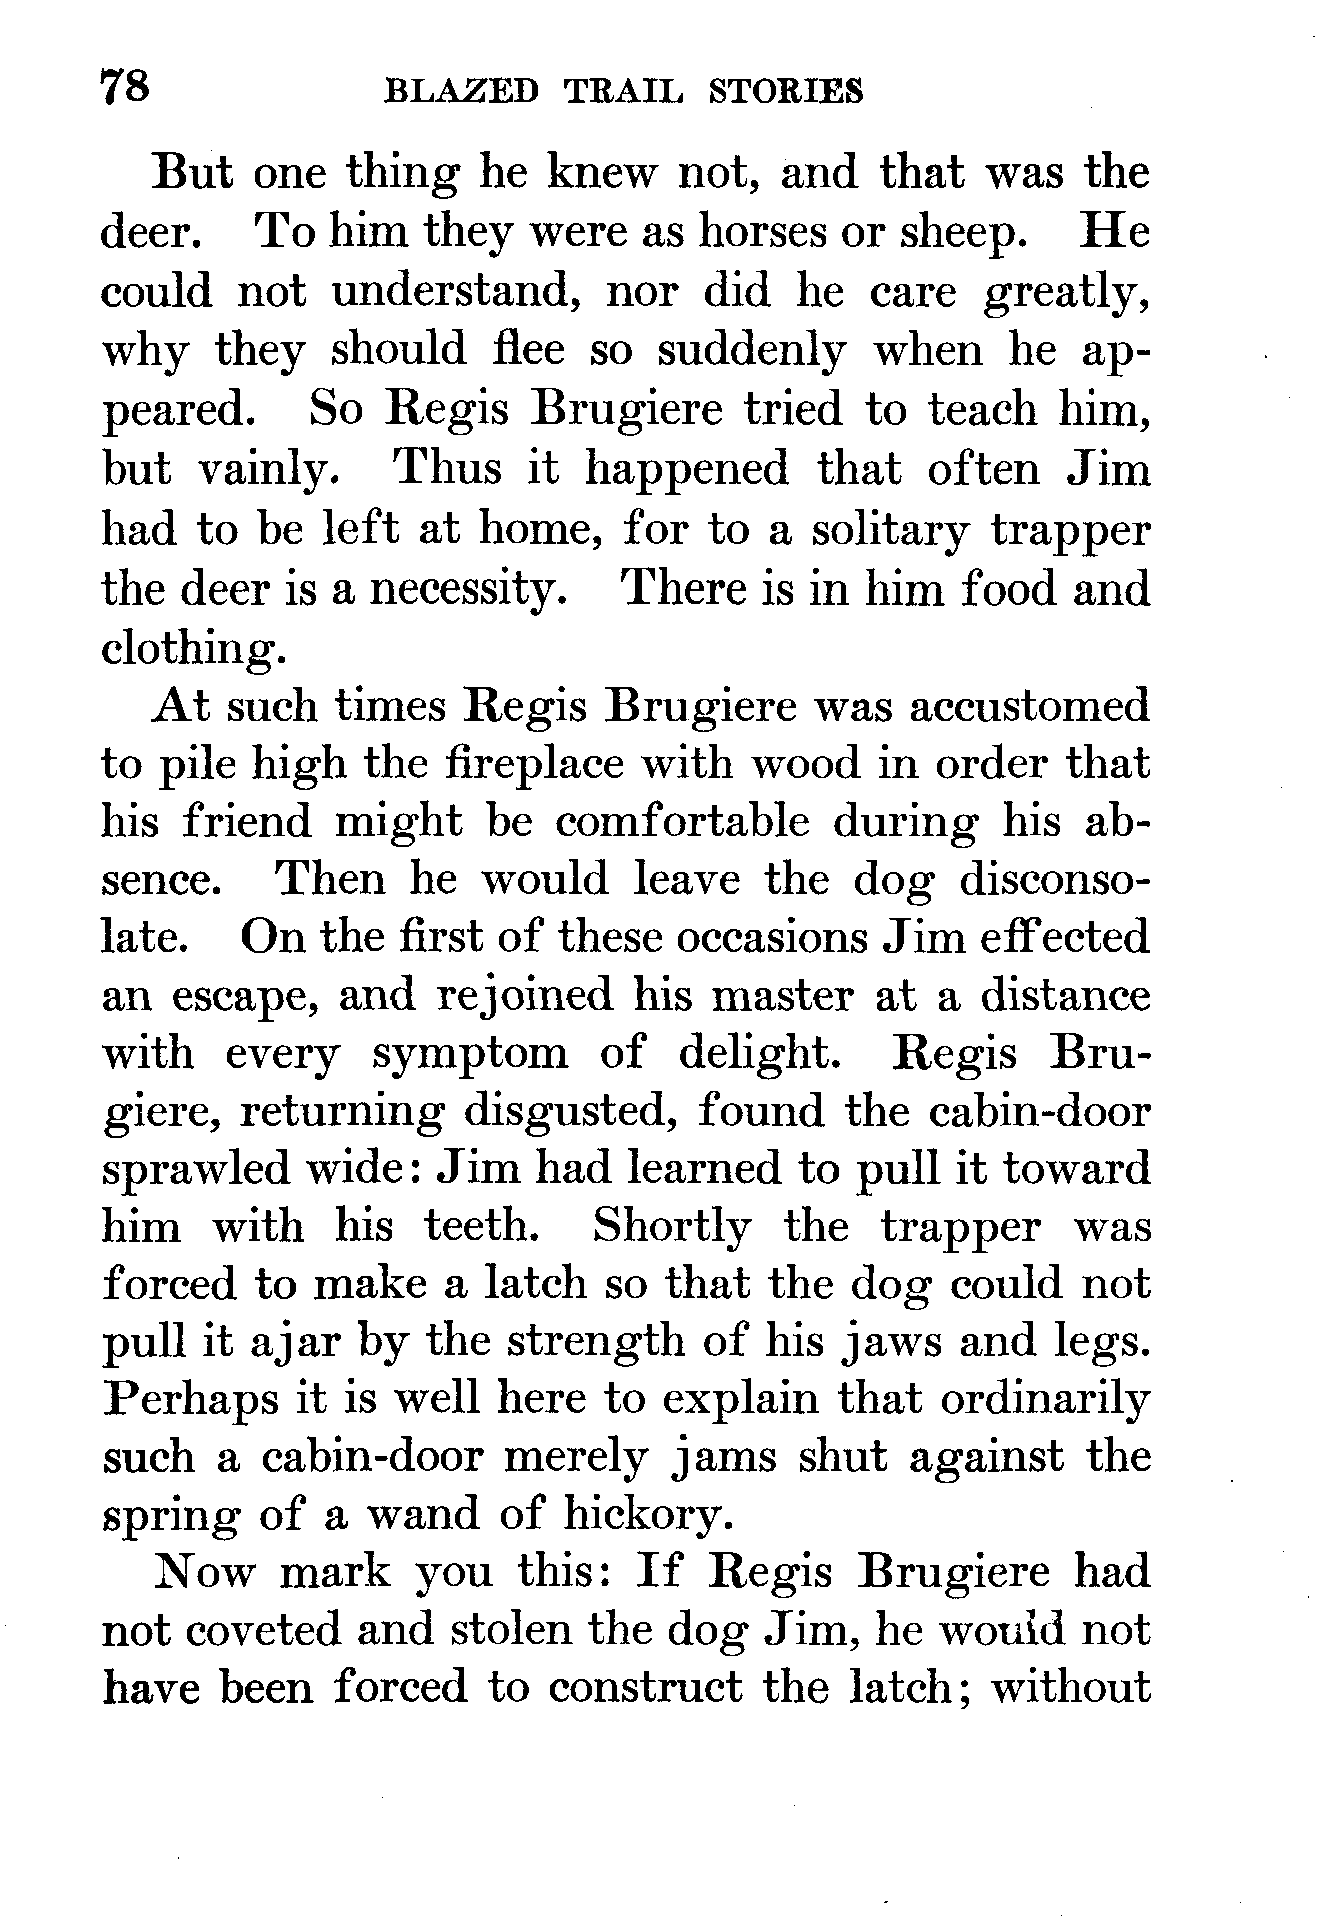 78 BLAZED TRAIL STORIES
But one thing he knew not, and that was the
deer. To him they were as horses or sheep. He
could not understand, nor did he care greatly,
why they should flee so suddenly when he ap-
peared. So Regis Brugiere tried to teach him,
but vainly. Thus it happened that often Jim
had to be left at home, for to a solitary trapper
the deer is a necessity. There is in him food and
clothing.
At such times Regis Brugiere was accustomed
to pile high the fireplace with wood in order that
his friend might be comfortable during his ab-
sence. Then he would leave the dog disconso-
late. On the first of these occasions Jim effected
an escape, and rejoined his master at a distance
with every symptom of delight. Regis Bru-
giere, returning disgusted, found the cabin-door
sprawled wide: Jim had learned to pull it toward
him with his teeth. Shortly the trapper was
forced to make a latch so that the dog could not
pull it ajar by the strength of his jaws and legs.
Perhaps it is well here to explain that ordinarily
such a cabin-door merely jams shut against the
spring of a wand of hickory.
Now mark you this: If Regis Brugiere had
not coveted and stolen the dog Jim, he would not
have been forced to construct the latch; without